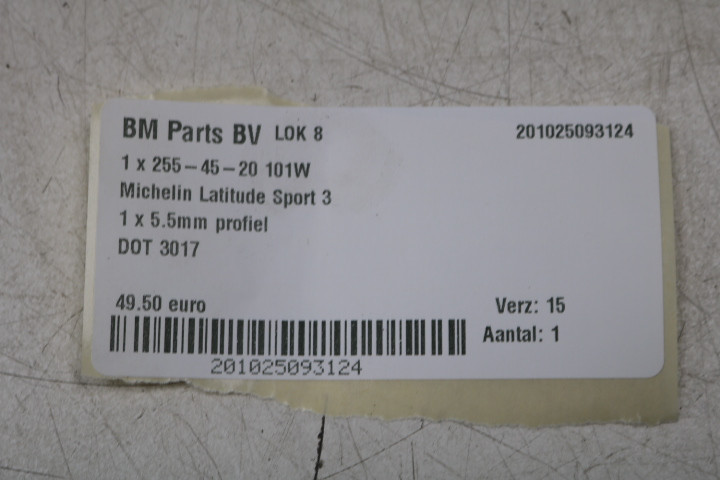 BM Parts BV LOK 8 201025093124
1 x 255-45-20 101W
Michelin Latitude Sport 3
1 x 5.5mm profiel
DOT 3017
49.50 euro Verz: 15
Aantal: 1
201025093124